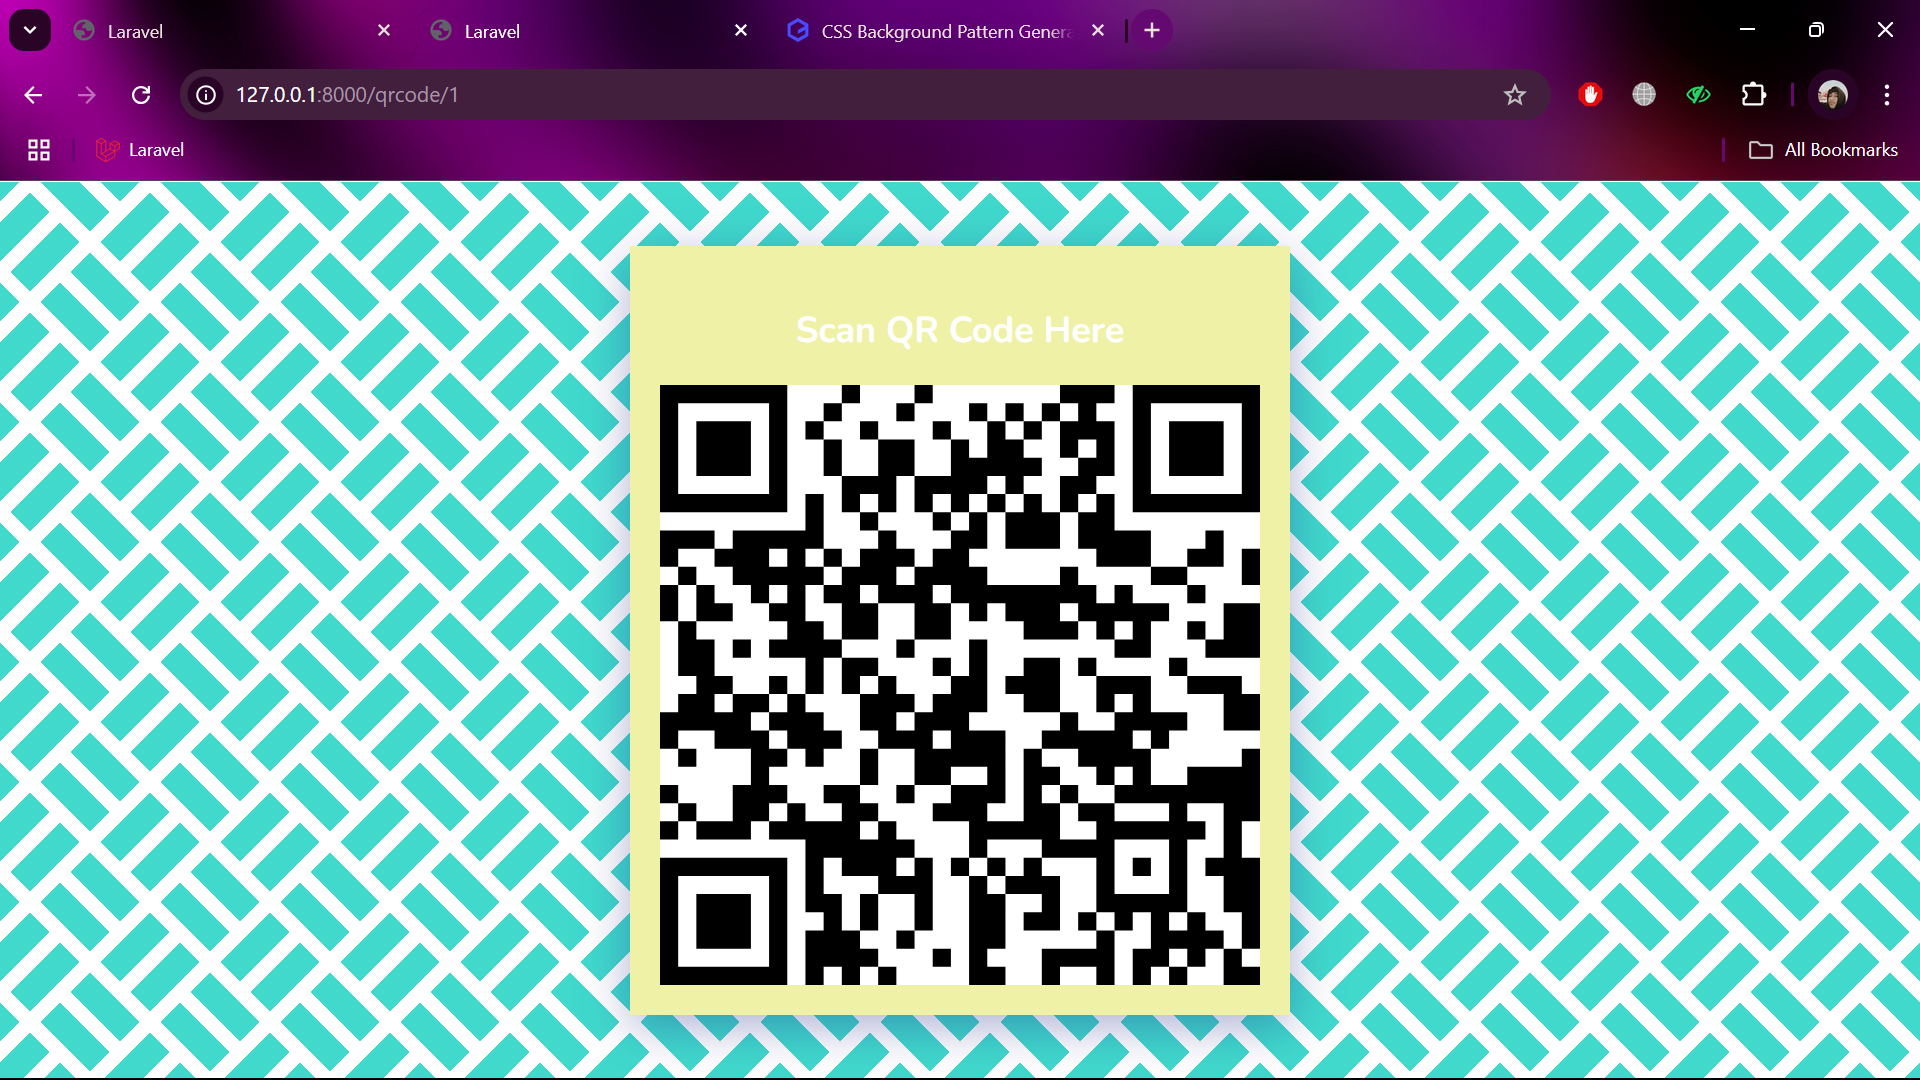 Laravel
Laravel
CSS Background Pattern Genera
127.0.0.1:8000/qrcode/1
Laravel
All Bookmarks
Scan QR Code Here